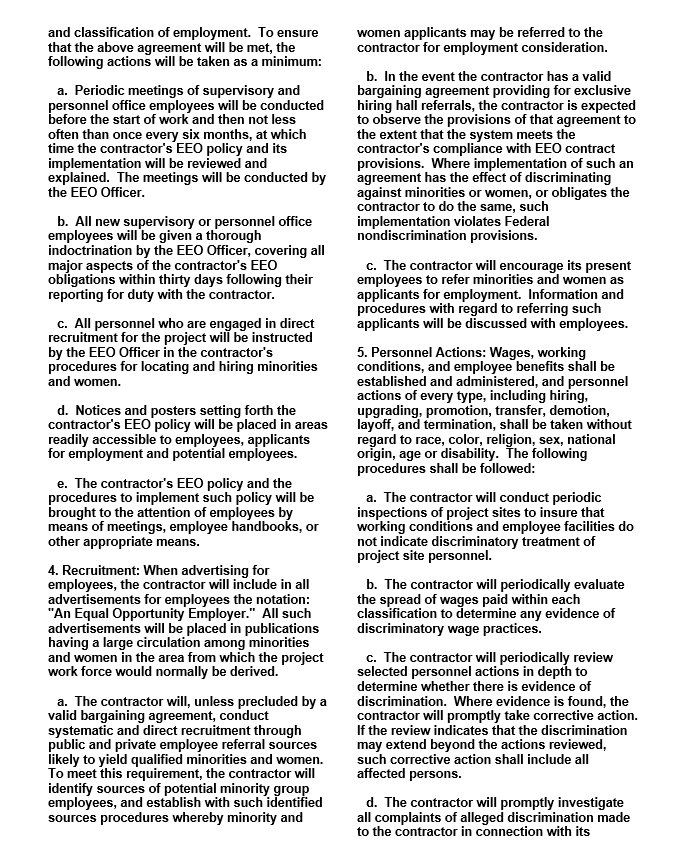 and classification of employment.  To ensure
that the above agreement will be met, the
following actions will be taken as a minimum:
a.  Periodic meetings of supervisory and
personnel office employees will be conducted
before the start of work and then not less
often than once every six months, at which
time the contractor's EEO policy and its
implementation will be reviewed and
explained.  The meetings will be conducted by
the EEO Officer.
b.  All new supervisory or personnel office
employees will be given a thorough
indoctrination by the EEO Officer, covering all
major aspects of the contractor's EEO
obligations within thirty days following their
reporting for duty with the contractor.
c.  All personnel who are engaged in direct
recruitment for the project will be instructed
by the EEO Officer in the contractor's
procedures for locating and hiring minorities
and women.
d.  Notices and posters setting forth the
contractor's EEO policy will be placed in areas
readily accessible to employees, applicants
for employment and potential employees.
e.  The contractor's EEO policy and the
procedures to implement such policy will be
brought to the attention of employees by
means of meetings, employee handbooks, or
other appropriate means.
4. Recruitment: When advertising for
employees, the contractor will include in all
advertisements for employees the notation:
"An Equal Opportunity Employer."  All such
advertisements will be placed in publications
having a large circulation among minorities
and women in the area from which the project
work force would normally be derived.
a.  The contractor will, unless precluded by a
valid bargaining agreement, conduct
systematic and direct recruitment through
public and private employee referral sources
likely to yield qualified minorities and women.
To meet this requirement, the contractor will
identify sources of potential minority group
employees, and establish with such identified
sources procedures whereby minority and
women applicants may be referred to the
contractor for employment consideration.
b.  In the event the contractor has a valid
bargaining agreement providing for exclusive
hiring hall referrals, the contractor is expected
to observe the provisions of that agreement to
the extent that the system meets the
contractor's compliance with EEO contract
provisions.  Where implementation of such an
agreement has the effect of discriminating
against minorities or women, or obligates the
contractor to do the same, such
implementation violates Federal
nondiscrimination provisions.
c.  The contractor will encourage its present
employees to refer minorities and women as
applicants for employment.  Information and
procedures with regard to referring such
applicants will be discussed with employees.
5. Personnel Actions: Wages, working
conditions, and employee benefits shall be
established and administered, and personnel
actions of every type, including hiring,
upgrading, promotion, transfer, demotion,
layoff, and termination, shall be taken without
regard to race, color, religion, sex, national
origin, age or disability.  The following
procedures shall be followed:
a.  The contractor will conduct periodic
inspections of project sites to insure that
working conditions and employee facilities do
not indicate discriminatory treatment of
project site personnel.
b.  The contractor will periodically evaluate
the spread of wages paid within each
classification to determine any evidence of
discriminatory wage practices.
c.  The contractor will periodically review
selected personnel actions in depth to
determine whether there is evidence of
discrimination.  Where evidence is found, the
contractor will promptly take corrective action.
If the review indicates that the discrimination
may extend beyond the actions reviewed,
such corrective action shall include all
affected persons.
d.  The contractor will promptly investigate
all complaints of alleged discrimination made
to the contractor in connection with its